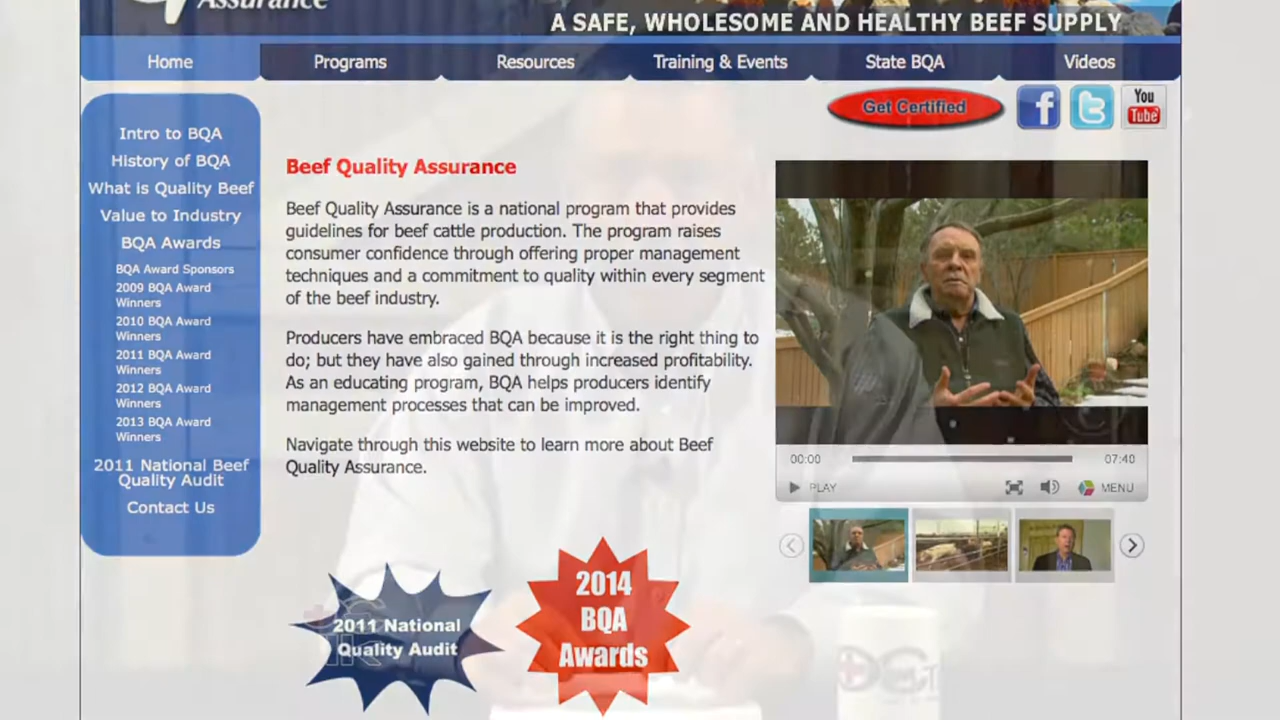 Assurance
A SAFE, WHOLESOME AND HEALTHY BEEF SUPPLY
Home Programs Resources Training & Events State BQA Videos
Get Certified
f
You
Tube
Intro to BQA
History of BQA
What is Quality Beef
Value to Industry
BQA Awards
BQA Award Sponsors
2009 BQA Award
Winners
2010 BQA Award
Winners
2011 BQA Award
Winners
2012 BQA Award
Winners
2013 BQA Award
Winners
2011 National Beef
Quality Audit
Contact Us
Beef Quality Assurance
Beef Quality Assurance is a national program that provides
guidelines for beef cattle production. The program raises
consumer confidence through offering proper management
techniques and a commitment to quality within every segment
of the beef industry.
Producers have embraced BQA because it is the right thing to
do; but they have also gained through increased profitability.
As an educating program, BQA helps producers identify
management processes that can be improved.
Navigate through this website to learn more about Beef
Quality Assurance.
00:00 07:40
PLAY MENU
2011 National
Quality Audit
2014
BQA
Awards